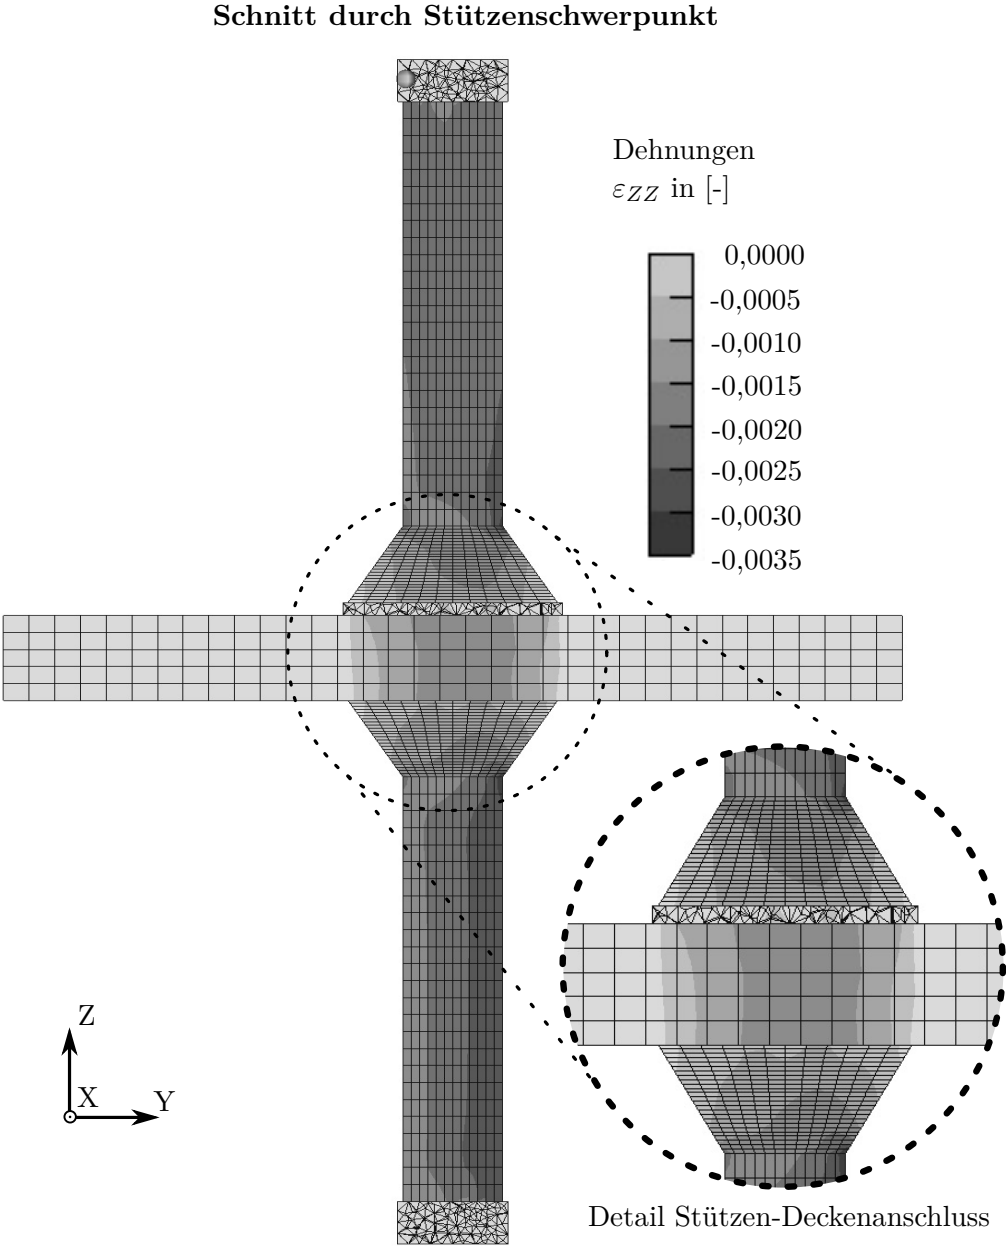 Schnitt durch Stützenschwerpunkt
Dehnungen
εZZ in [-]
0,0000
-0,0005
-0,0010
-0,0015
-0,0020
-0,0025
-0,0030
-0,0035
Z
X
Y
Detail Stützen-Deckenanschluss